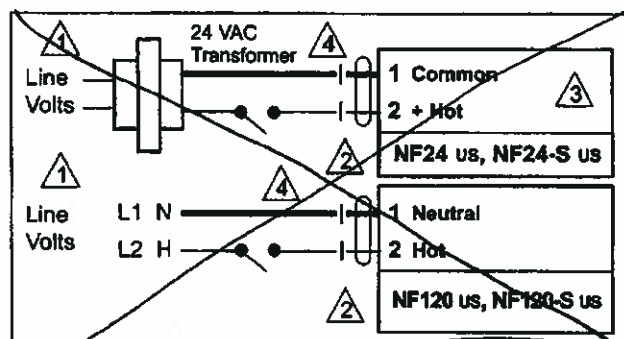 1
24 VAC
Transformer
4
Line
Volts
1 Common
2 + Hot
3
NF24 US, NF24-S US
2
1
4
Line
Volts
L1 N
L2 H
1 Neutral
2 Hot
2
NF120 US, NF120-S US